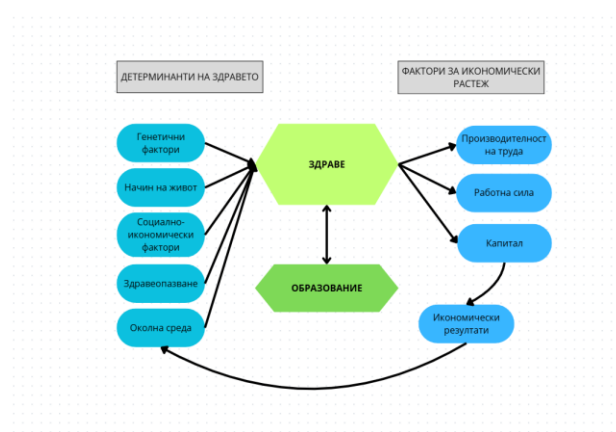 ДЕТЕРМИНАНТИ НА ЗДРАВЕТО
ФАКТОРИ ЗА ИКОНОМИЧЕСКИ
РАСТЕЖ
Генетични
фактори
Начин на живот
Социално-
икономически
фактори
Здравеопазване
Околна среда
ЗДРАВЕ
ОБРАЗОВАНИЕ
Производителност
на труда
Работна сила
Капитал
Икономически
резултати